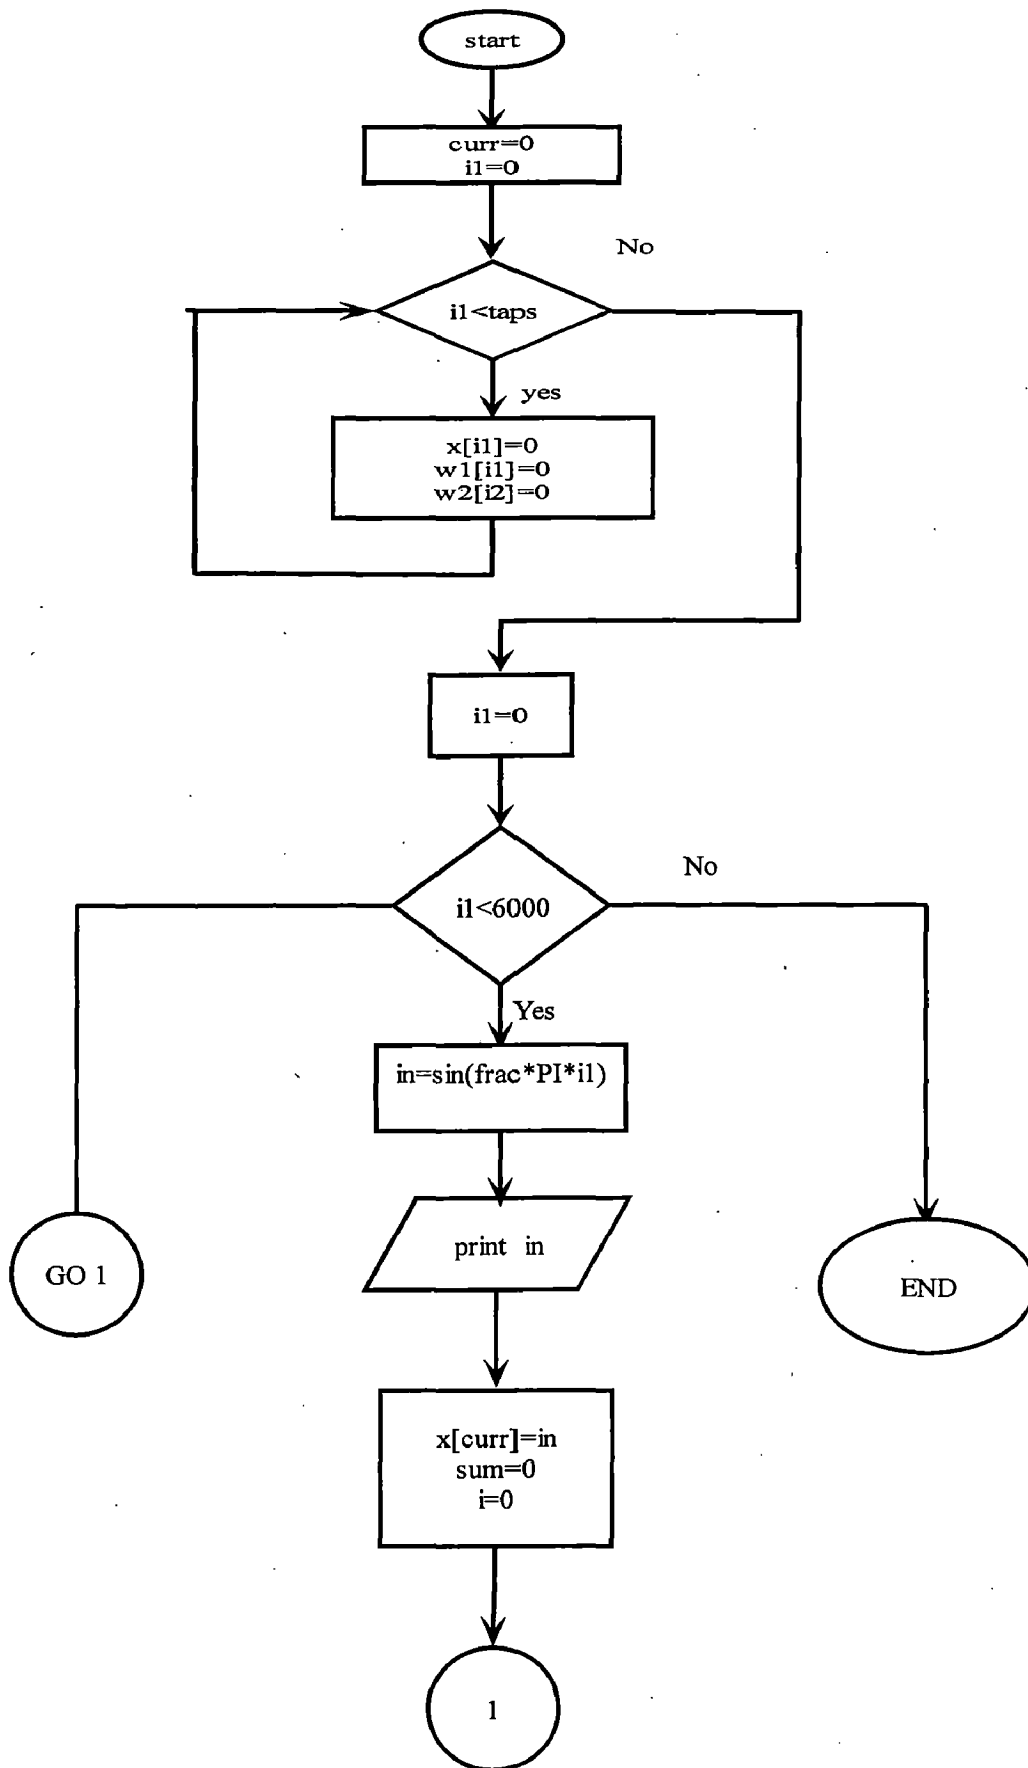 start
curr=0
i1=0
No
i1<taps
yes
x[i1]=0
w1[i1]=0
w2[i2]=0
i1=0
No
i1<6000
Yes
in=sin(frac*PI*i1)
print in
GO 1
END
x[curr]=in
sum=0
i=0
1